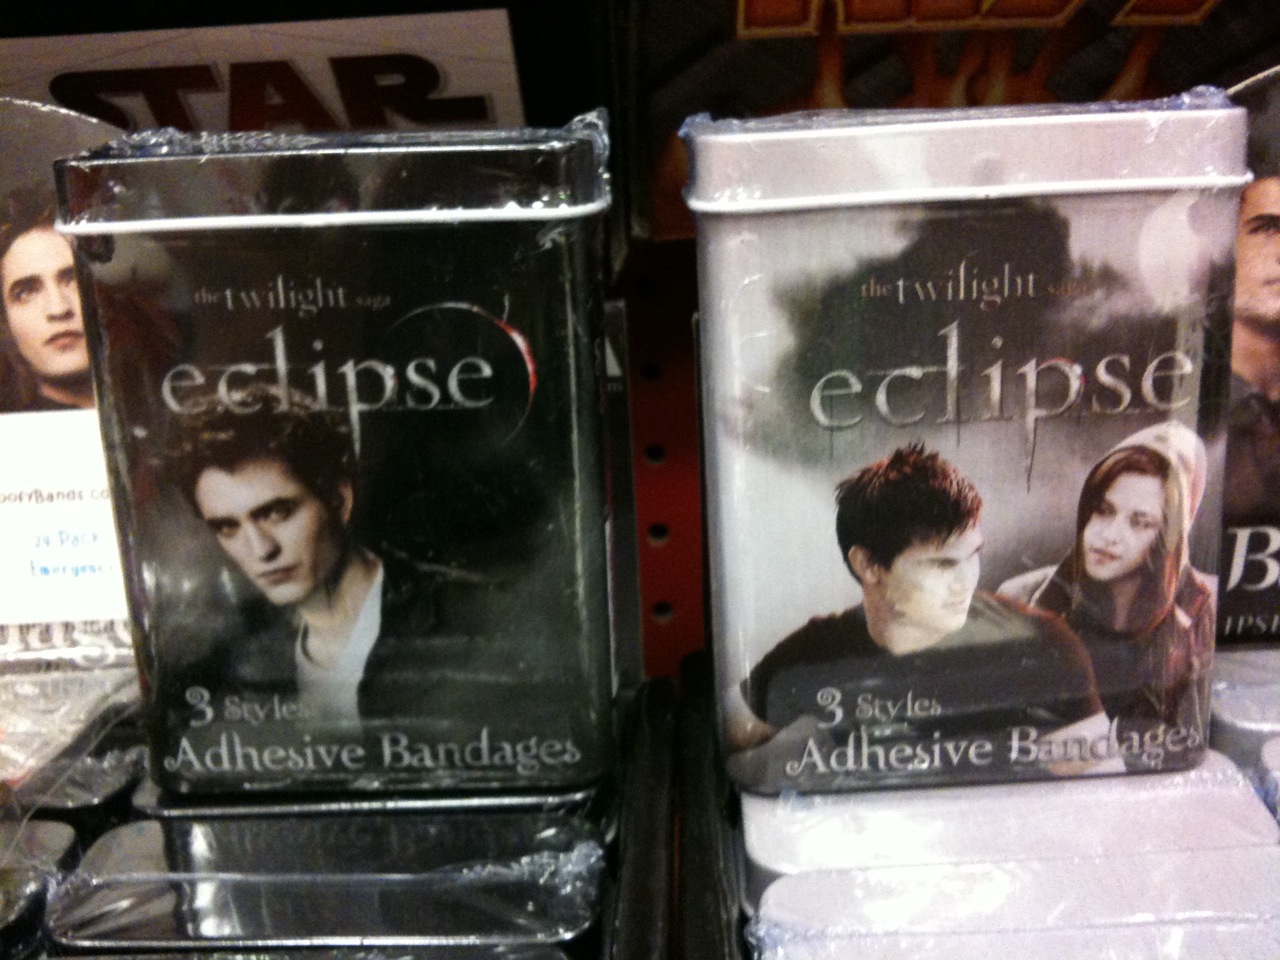 STAR
the twilight saga
eclipse
3 Styles
Adhesive Bandages
the twilight saga
eclipse
3 Styles
Adhesive Bandages
24 Pack